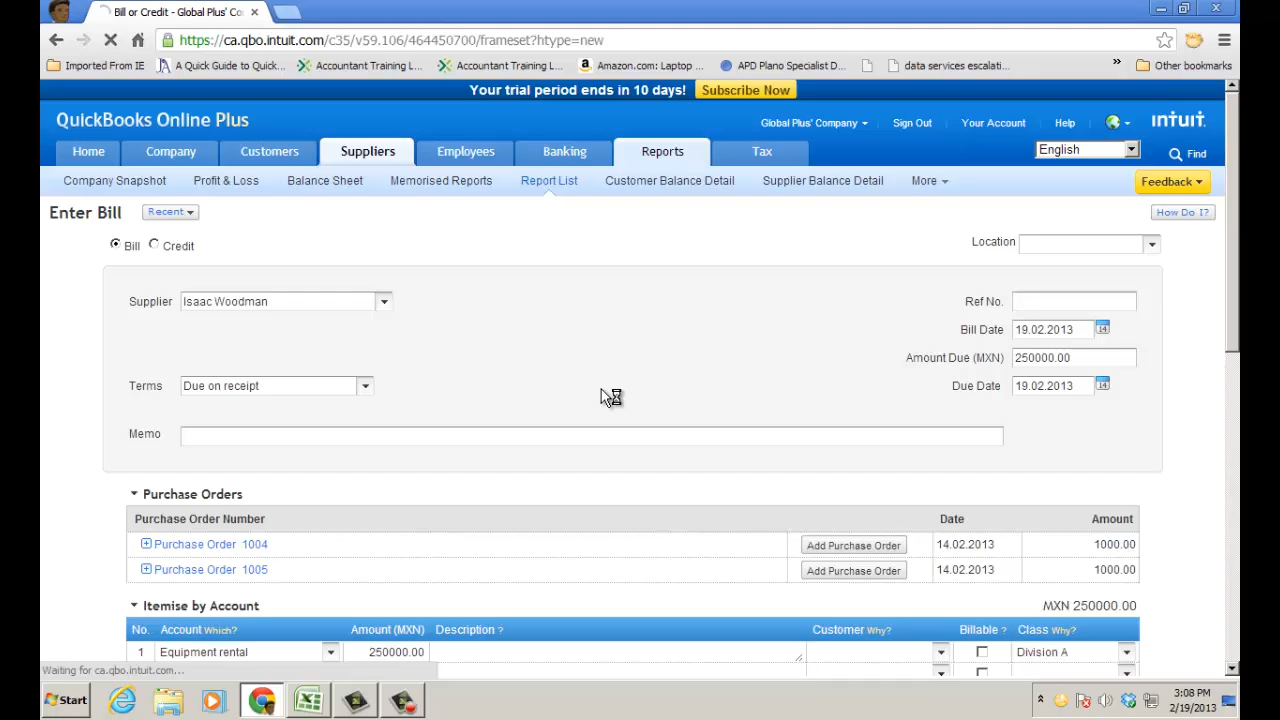 Bill or Credit - Global Plus' Co
https://ca.qbo.intuit.com/c35/v59.106/464450700/frameset?htype=new
Imported From IE A Quick Guide to Quick... Accountant Training L... Accountant Training L... Amazon.com: Laptop ... APD Plano Specialist D... data services escalati... » Other bookmarks
Your trial period ends in 10 days! Subscribe Now
QuickBooks Online Plus Global Plus' Company Sign Out Your Account Help intuit.
Home Company Customers Suppliers Employees Banking Reports Tax English Find
Company Snapshot Profit & Loss Balance Sheet Memorised Reports Report List Customer Balance Detail Supplier Balance Detail More Feedback
Enter Bill Recent How Do I?
Bill Credit Location
Supplier Isaac Woodman Ref No.
Bill Date 19.02.2013 14
Amount Due (MXN) 250000.00
Terms Due on receipt Due Date 19.02.2013 14
Memo
Purchase Orders
Purchase Order Number Date Amount
Purchase Order 1004 Add Purchase Order 14.02.2013 1000.00
Purchase Order 1005 Add Purchase Order 14.02.2013 1000.00
Itemise by Account MXN 250000.00
No. Account Which? Amount (MXN) Description ? Customer Why? Billable ? Class Why?
1 Equipment rental 250000.00 Division A
Waiting for ca.qbo.intuit.com...
Start 3:08 PM
2/19/2013